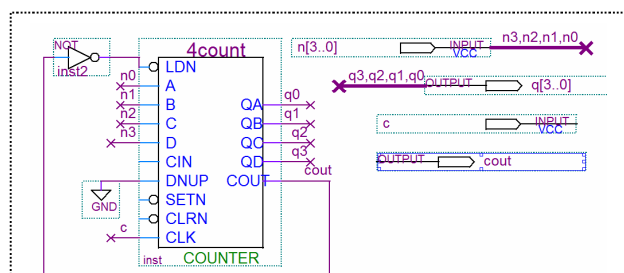 NOT
inst2
4count
LDN
n0
A
n1
B
QA
q0
n2
C
QB
q1
n3
D
QC
q2
CIN
QD
q3
DNUP
COUT
cout
GND
SETN
CLRN
c
CLK
inst
COUNTER
n[3..0]
INPUT
VCC
n3,n2,n1,n0
q3,q2,q1,q0
OUTPUT
q[3..0]
c
INPUT
VCC
OUTPUT
cout